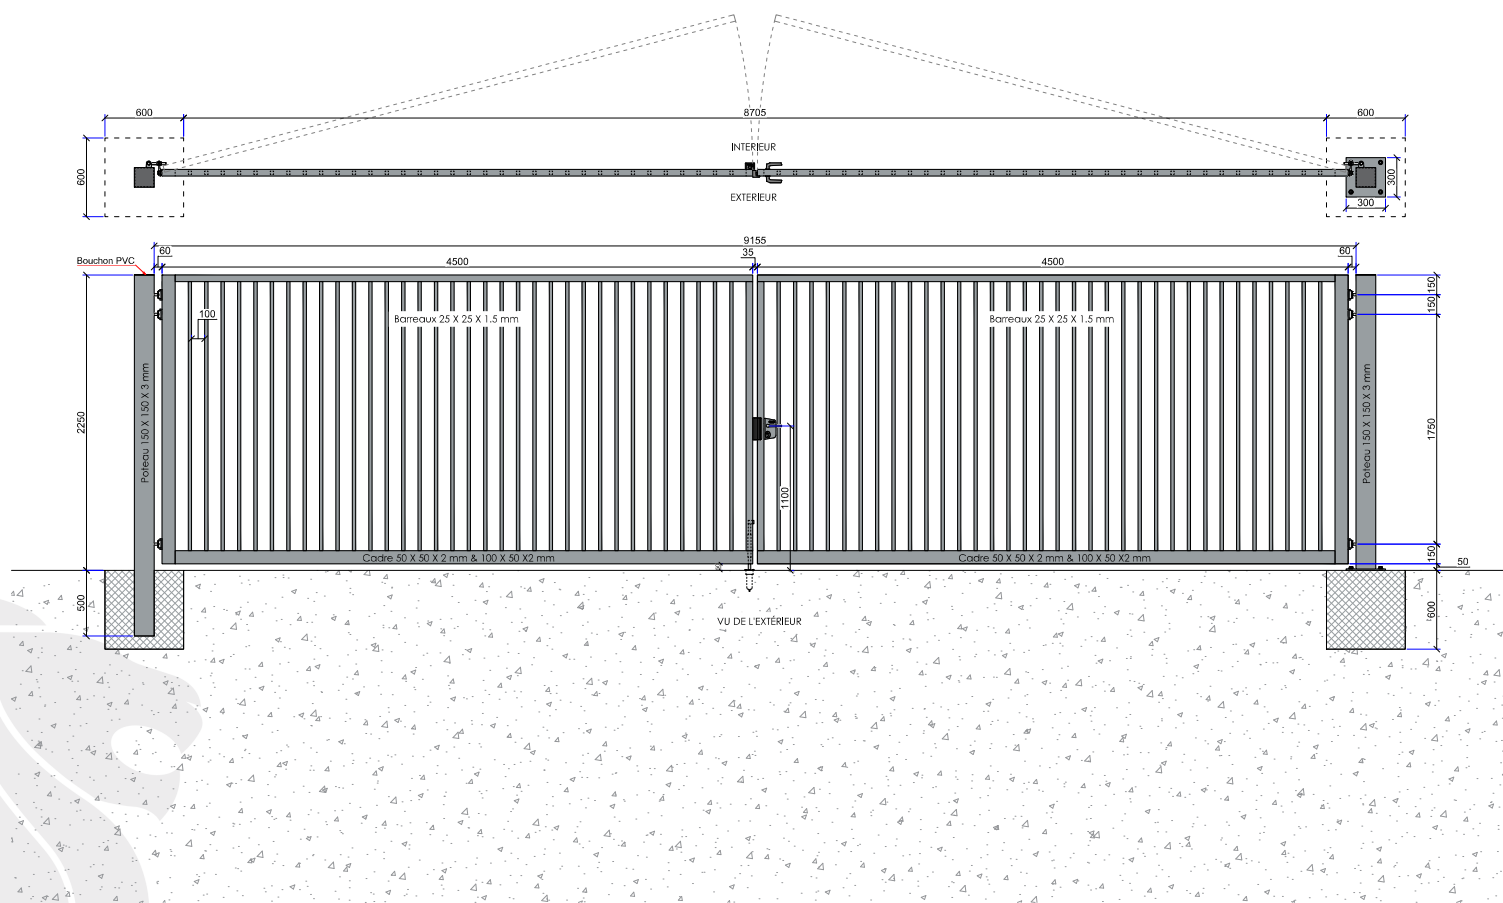 600
8705
600
INTERIEUR
600
300
EXTERIEUR
300
9155
60
35
60
Bouchon PVC
4500
4500
150
150
100
Barreaux 25 X 25 X 1.5 mm
Barreaux 25 X 25 X 1.5 mm
2250
Poteau 150 X 150 X 3 mm
Poteau 150 X 150 X 3 mm
1750
1100
Cadre 50 X 50 X 2 mm & 100 X 50 X2 mm
Cadre 50 X 50 X 2 mm & 100 X 50 X2 mm
150
50
500
600
VU DE L'EXTÉRIEUR